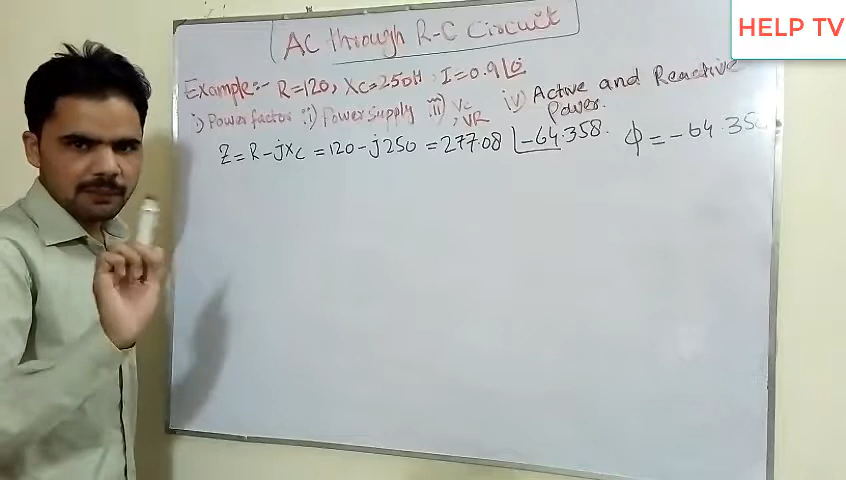 HELP TV
AC through R-C Circuit
Example:- R=120, Xc=250H, I=0.9∠0
i) Power factor ii) Power supply iii) Vc, VR iv) Active and Reactive Power.
Z=R-jXc=120-j250=277.08∠-64.358. ϕ=-64.358